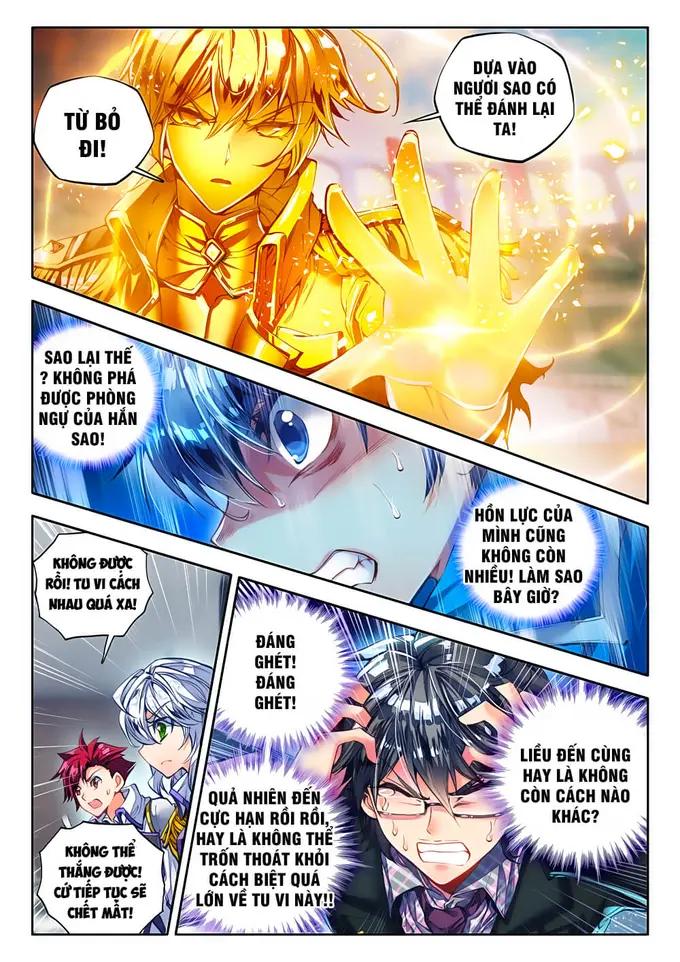 TỪ BỎ
ĐI!
DỰA VÀO
NGƯƠI SAO CÓ
THỂ ĐÁNH LẠI
TA!
SAO LẠI THẾ
? KHÔNG PHÁ
ĐƯỢC PHÒNG
NGỰ CỦA HẮN
SAO!
HỒN LỰC CỦA
MÌNH CŨNG
KHÔNG CÒN
NHIỀU! LÀM SAO
BÂY GIỜ?
KHÔNG ĐƯỢC
RỒI! TU VI CÁCH
NHAU QUÁ XA!
KHÔNG THỂ
THẮNG ĐƯỢC!
CỨ TIẾP TỤC SẼ
CHẾT MẤT!
ĐÁNG
GHÉT!
ĐÁNG
GHÉT!
QUẢ NHIÊN ĐẾN
CỰC HẠN RỒI RỒI,
HAY LÀ KHÔNG THỂ
TRỐN THOÁT KHỎI
CÁCH BIỆT QUÁ
LỚN VỀ TU VI NÀY!!
LIỀU ĐẾN CÙNG
HAY LÀ KHÔNG
CÒN CÁCH NÀO
KHÁC?